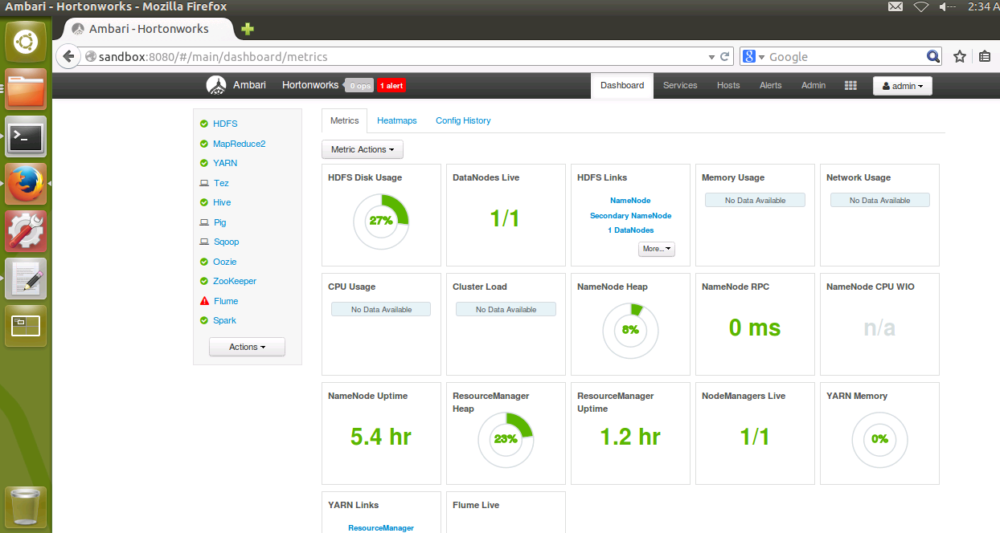 Ambari - Hortonworks - Mozilla Firefox
2:34 A
Ambari - Hortonworks
sandbox:8080/#/main/dashboard/metrics
8 Google
Ambari Hortonworks 0 ops 1 alert Dashboard Services Hosts Alerts Admin admin
HDFS
MapReduce2
YARN
Tez
Hive
Pig
Sqoop
Oozie
ZooKeeper
Flume
Spark
Actions
Metrics Heatmaps Config History
Metric Actions
HDFS Disk Usage
27%
DataNodes Live
1/1
HDFS Links
NameNode
Secondary NameNode
1 DataNodes
More...
Memory Usage
No Data Available
Network Usage
No Data Available
CPU Usage
No Data Available
Cluster Load
No Data Available
NameNode Heap
8%
NameNode RPC
0 ms
NameNode CPU WIO
n/a
NameNode Uptime
5.4 hr
ResourceManager
Heap
23%
ResourceManager
Uptime
1.2 hr
NodeManagers Live
1/1
YARN Memory
0%
YARN Links
ResourceManager
Flume Live